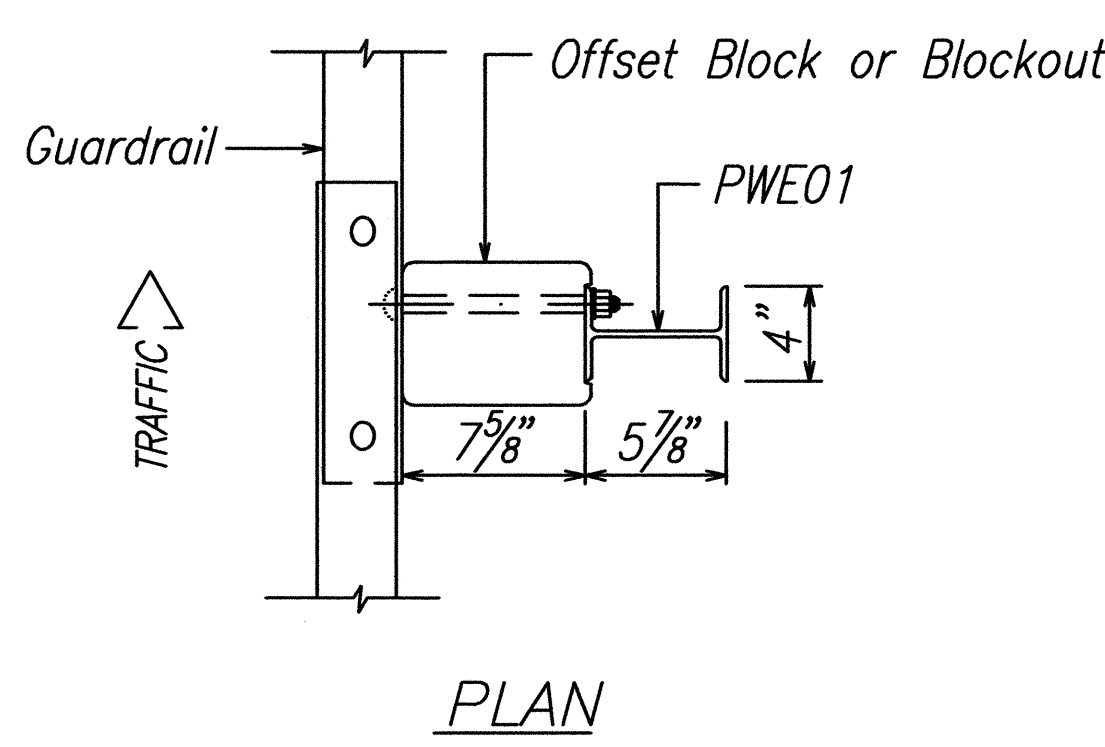 Offset Block or Blockout
Guardrail
PWE01
TRAFFIC
4"
7 5/8"
5 7/8"
PLAN